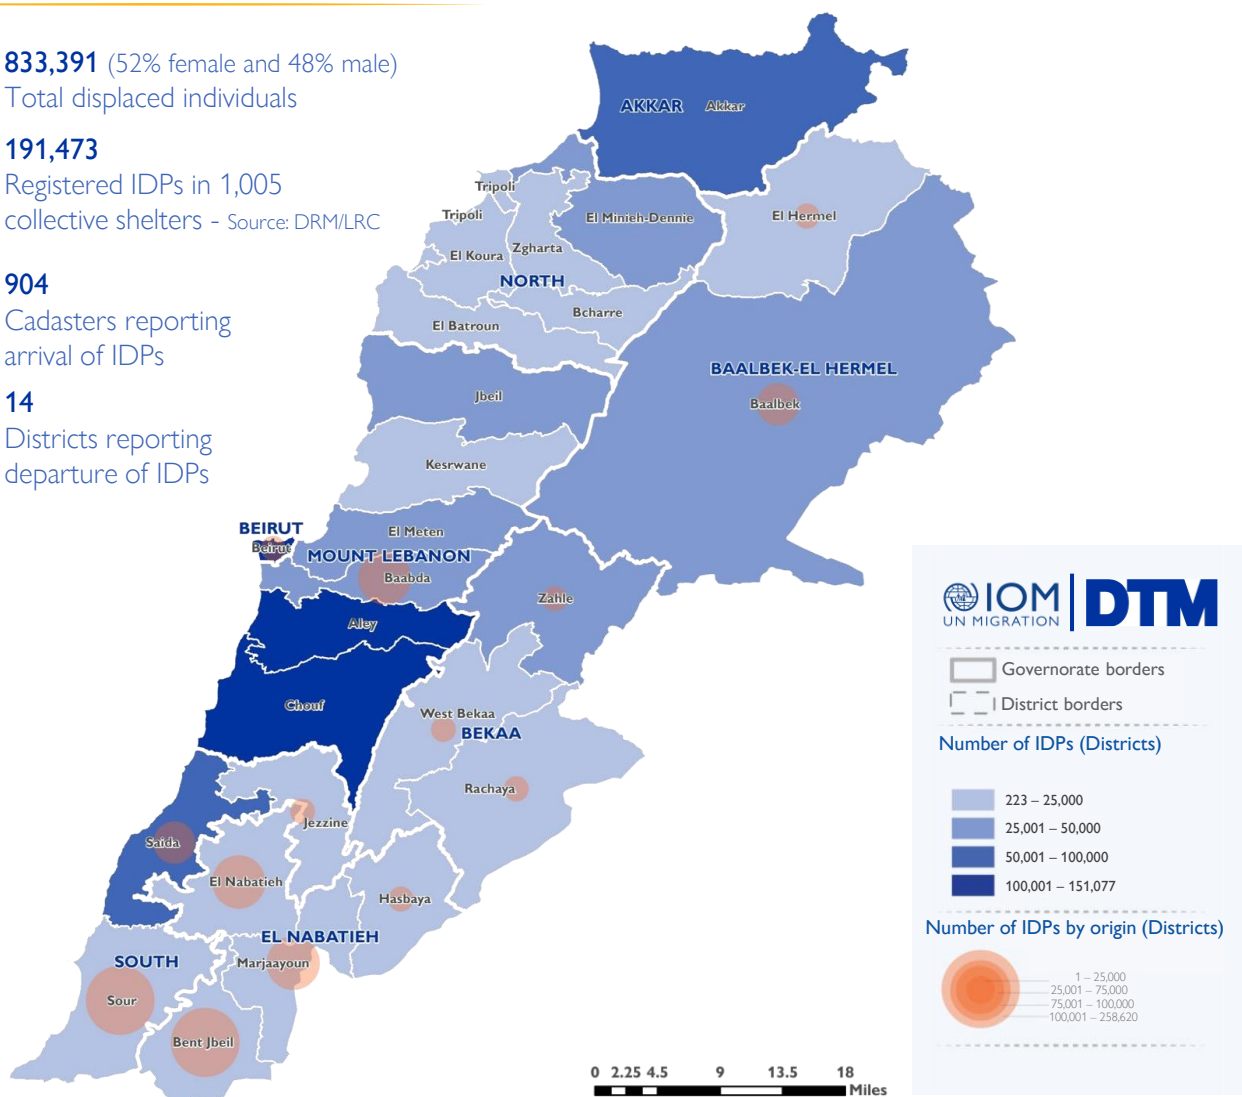 833,391 (52% female and 48% male)
Total displaced individuals
191,473
Registered IDPs in 1,005
collective shelters - Source: DRM/LRC
904
Cadasters reporting
arrival of IDPs
14
Districts reporting
departure of IDPs
AKKAR Akkar
Tripoli
Tripoli
El Minieh-Dennie
El Hermel
El Koura
Zgharta
NORTH
Bcharre
El Batroun
BAALBEK-EL HERMEL
Baalbek
Jbeil
Kesrwane
BEIRUT
Beirut
El Meten
MOUNT LEBANON
Baabda
Zahle
Aley
Chouf
West Bekaa
BEKAA
Rachaya
Jezzine
Saida
El Nabatieh
Hasbaya
EL NABATIEH
Marjaayoun
SOUTH
Sour
Bent Jbeil
0 2.25 4.5 9 13.5 18
Miles
IOM
UN MIGRATION
DTM
Governorate borders
District borders
Number of IDPs (Districts)
223 – 25,000
25,001 – 50,000
50,001 – 100,000
100,001 – 151,077
Number of IDPs by origin (Districts)
1 – 25,000
25,001 – 75,000
75,001 – 100,000
100,001 – 258,620